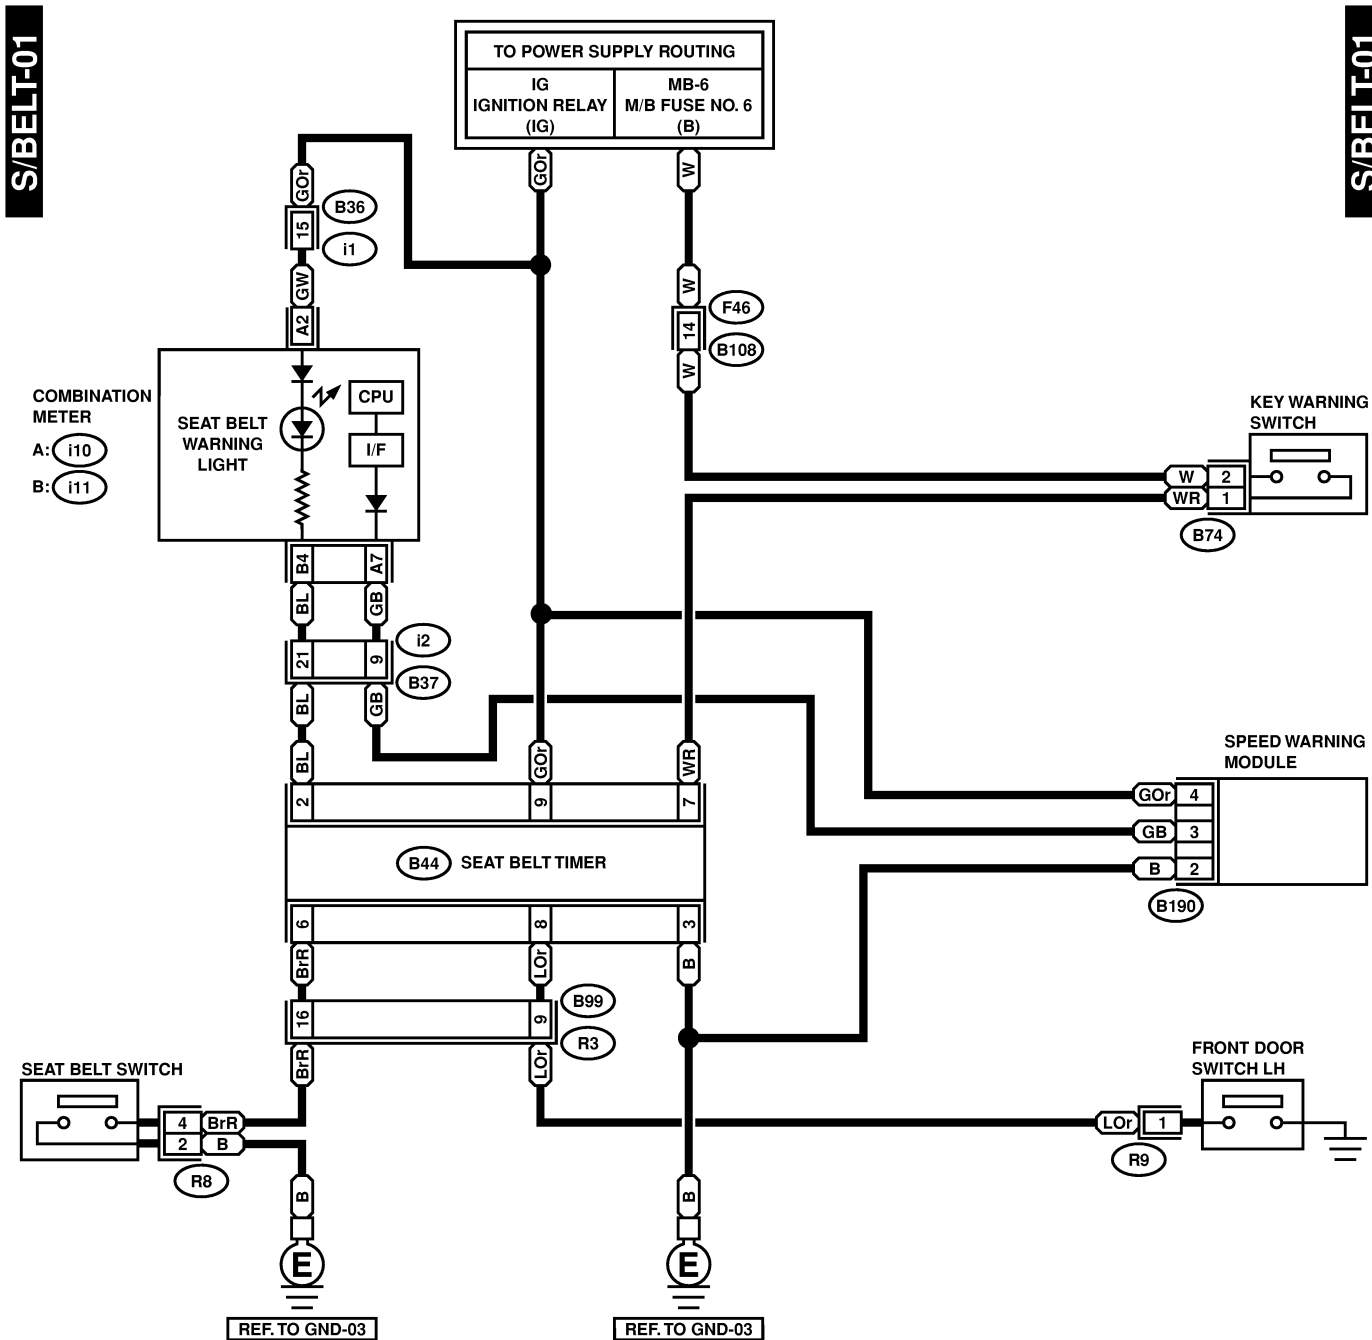 S/BELT-01
S/BELT-01
TO POWER SUPPLY ROUTING
IG
IGNITION RELAY
(IG)
MB-6
M/B FUSE NO. 6
(B)
GOr
W
GOr
15
B36
i1
GW
A2
W
14
F46
B108
W
COMBINATION
METER
A: i10
B: i11
SEAT BELT
WARNING
LIGHT
CPU
I/F
KEY WARNING
SWITCH
W
2
WR
1
B74
B4
A7
BL
GB
21
9
i2
B37
BL
GB
BL
GOr
WR
2
9
7
B44
SEAT BELT TIMER
6
8
3
SPEED WARNING
MODULE
GOr
4
GB
3
B
2
B190
BrR
LOr
B
16
9
B99
R3
BrR
LOr
SEAT BELT SWITCH
4
BrR
2
B
R8
FRONT DOOR
SWITCH LH
LOr
1
R9
B
B
E
E
REF. TO GND-03
REF. TO GND-03